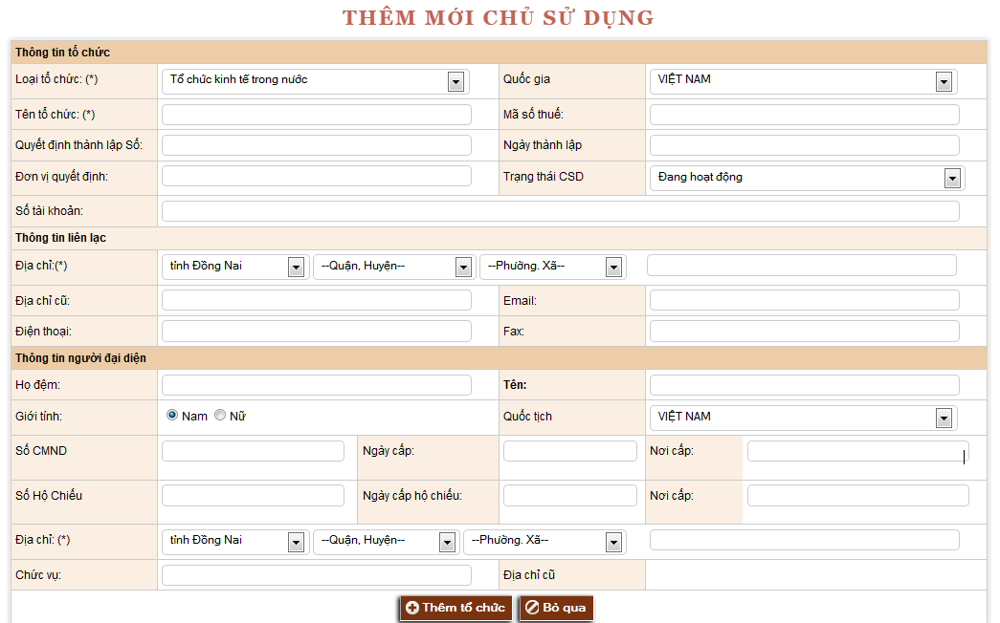 THÊM MỚI CHỦ SỬ DỤNG
Thông tin tổ chức
Loại tổ chức: (*) Tổ chức kinh tế trong nước Quốc gia VIỆT NAM
Tên tổ chức: (*) Mã số thuế:
Quyết định thành lập Số: Ngày thành lập
Đơn vị quyết định: Trạng thái CSD Đang hoạt động
Số tài khoản:
Thông tin liên lạc
Địa chỉ:(*) tỉnh Đồng Nai --Quận, Huyện-- --Phường. Xã--
Địa chỉ cũ: Email:
Điện thoại: Fax:
Thông tin người đại diện
Họ đệm: Tên:
Giới tính: Nam Nữ Quốc tịch VIỆT NAM
Số CMND Ngày cấp: Nơi cấp:
Số Hộ Chiếu Ngày cấp hộ chiếu: Nơi cấp:
Địa chỉ: (*) tỉnh Đồng Nai --Quận, Huyện-- --Phường. Xã--
Chức vụ: Địa chỉ cũ
Thêm tổ chức Bỏ qua